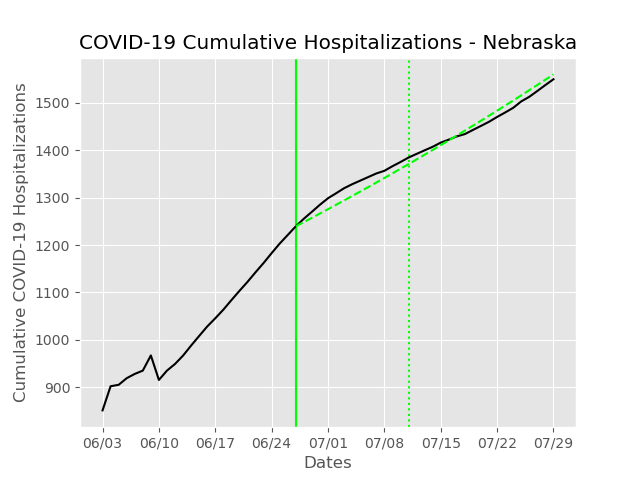 COVID-19 Cumulative Hospitalizations - Nebraska
Cumulative COVID-19 Hospitalizations
1500
1400
1300
1200
1100
1000
900
06/03 06/10 06/17 06/24 07/01 07/08 07/15 07/22 07/29
Dates